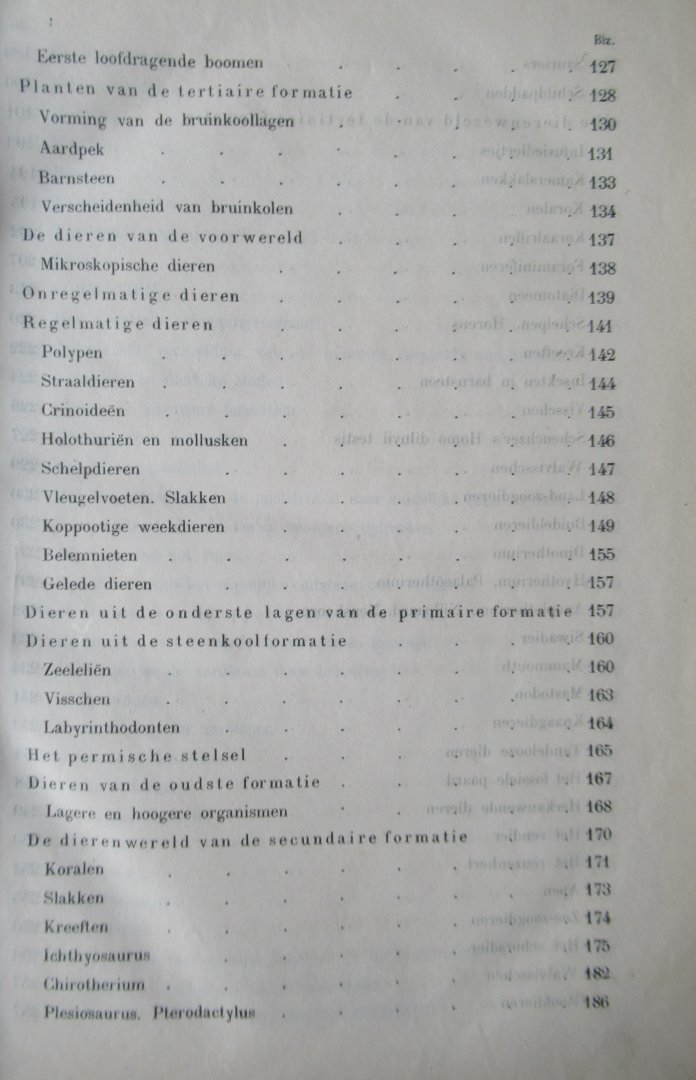 Blz.
Eerste loofdragende boomen . . . . . 127
Planten van de tertiaire formatie . . . . 128
Vorming van de bruinkoollagen . . . . . 130
Aardpek . . . . . . . . 131
Barnsteen . . . . . . . . 133
Verscheidenheid van bruinkolen . . . . . 134
De dieren van de voorwereld . . . . . 137
Mikroskopische dieren . . . . . . 138
Onregelmatige dieren . . . . . . 139
Regelmatige dieren . . . . . . 141
Polypen . . . . . . . . 142
Straaldieren . . . . . . . . 144
Crinoideën . . . . . . . . 145
Holothuriën en mollusken . . . . . . 146
Schelpdieren . . . . . . . 147
Vleugelvoeten. Slakken . . . . . . 148
Koppootige weekdieren . . . . . . 149
Belemnieten . . . . . . . . 155
Gelede dieren . . . . . . . 157
Dieren uit de onderste lagen van de primaire formatie 157
Dieren uit de steenkoolformatie . . . . 160
Zeeleliën . . . . . . . . 160
Visschen . . . . . . . . 163
Labyrinthodonten . . . . . . . 164
Het permische stelsel . . . . . . 165
Dieren van de oudste formatie . . . . . 167
Lagere en hoogere organismen . . . . . 168
De dierenwereld van de secundaire formatie . . 170
Koralen . . . . . . . . 171
Slakken . . . . . . . . 173
Kreeften . . . . . . . . 174
Ichthyosaurus . . . . . . . . 175
Chirotherium . . . . . . . . 182
Plesiosaurus. Pterodactylus . . . . . . 186